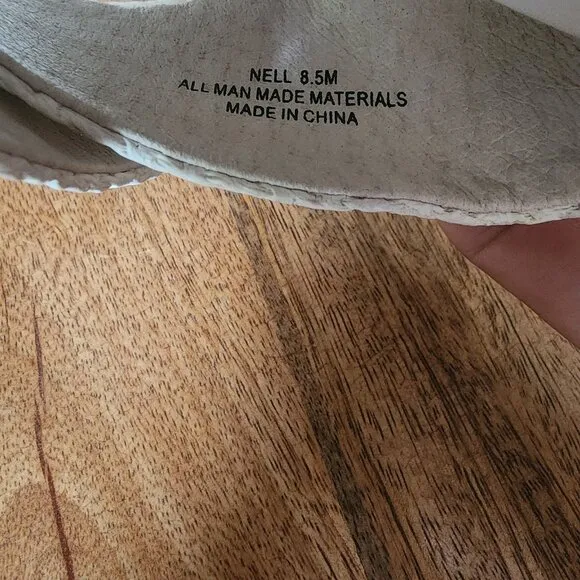 NELL 8.5M
ALL MAN MADE MATERIALS
MADE IN CHINA